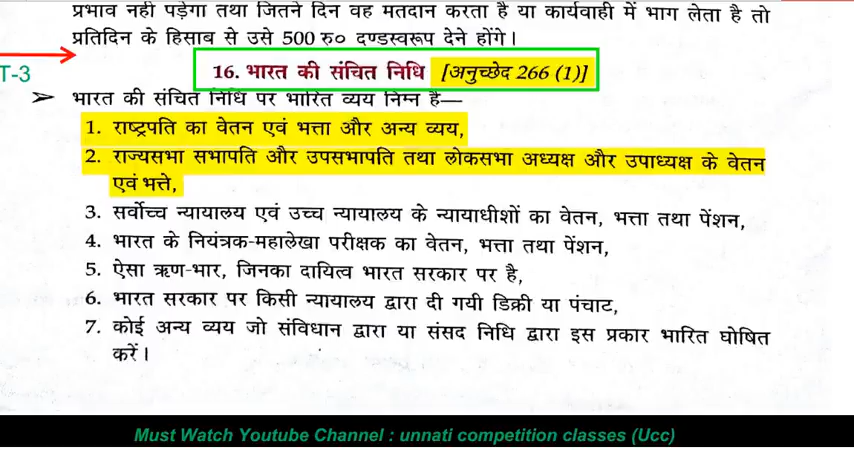 प्रभाव नहीं पड़ेगा तथा जितने दिन वह मतदान करता है या कार्यवाही में भाग लेता है तो
प्रतिदिन के हिसाब से उसे 500 रु० दण्डस्वरूप देने होंगे।
T-3
16. भारत की संचित निधि [अनुच्छेद 266 (1)]
➤ भारत की संचित निधि पर भारित व्यय निम्न है—
1. राष्ट्रपति का वेतन एवं भत्ता और अन्य व्यय,
2. राज्यसभा सभापति और उपसभापति तथा लोकसभा अध्यक्ष और उपाध्यक्ष के वेतन
एवं भत्ते,
3. सर्वोच्च न्यायालय एवं उच्च न्यायालय के न्यायाधीशों का वेतन, भत्ता तथा पेंशन,
4. भारत के नियंत्रक-महालेखा परीक्षक का वेतन, भत्ता तथा पेंशन,
5. ऐसा ऋण-भार, जिनका दायित्व भारत सरकार पर है,
6. भारत सरकार पर किसी न्यायालय द्वारा दी गयी डिक्री या पंचाट,
7. कोई अन्य व्यय जो संविधान द्वारा या संसद निधि द्वारा इस प्रकार भारित घोषित
करें।
Must Watch Youtube Channel : unnati competition classes (Ucc)